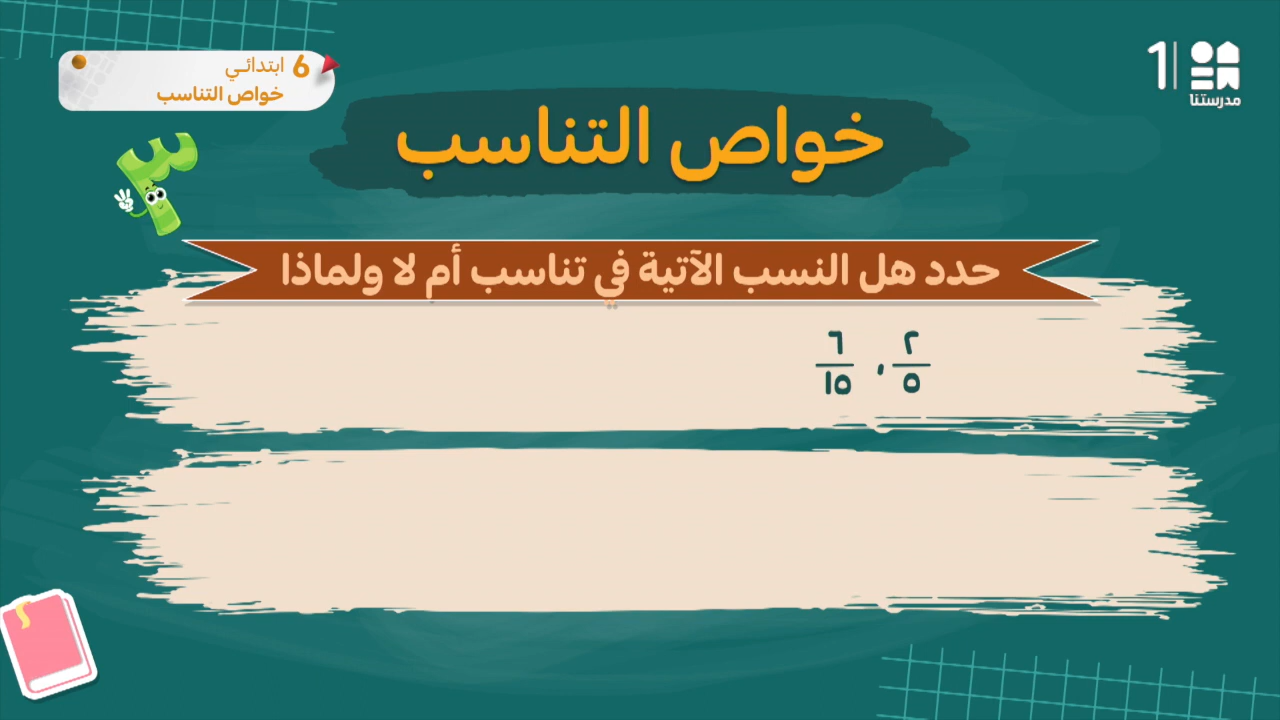 مدرستنا 1
6 ابتدائي
خواص التناسب
خواص التناسب
حدد هل النسب الآتية في تناسب أم لا ولماذا
٢/٥ ، ٦/١٥